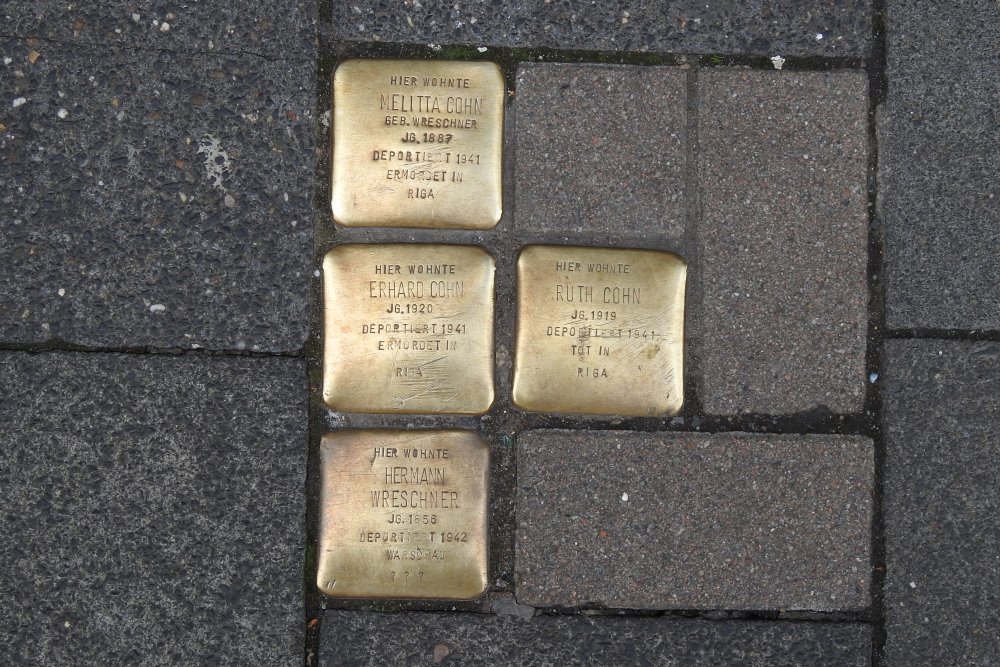 HIER WOHNTE
MELITTA COHN
GEB. WRESCHNER
JG. 1887
DEPORTIERT 1941
ERMORDET IN
RIGA
HIER WOHNTE
ERHARD COHN
JG. 1920
DEPORTIERT 1941
ERMORDET IN
RIGA
HIER WOHNTE
RUTH COHN
JG. 1919
DEPORTIERT 1941
TOT IN
RIGA
HIER WOHNTE
HERMANN
WRESCHNER
JG. 1856
DEPORTIERT 1942
WARSCHAU
? ? ?